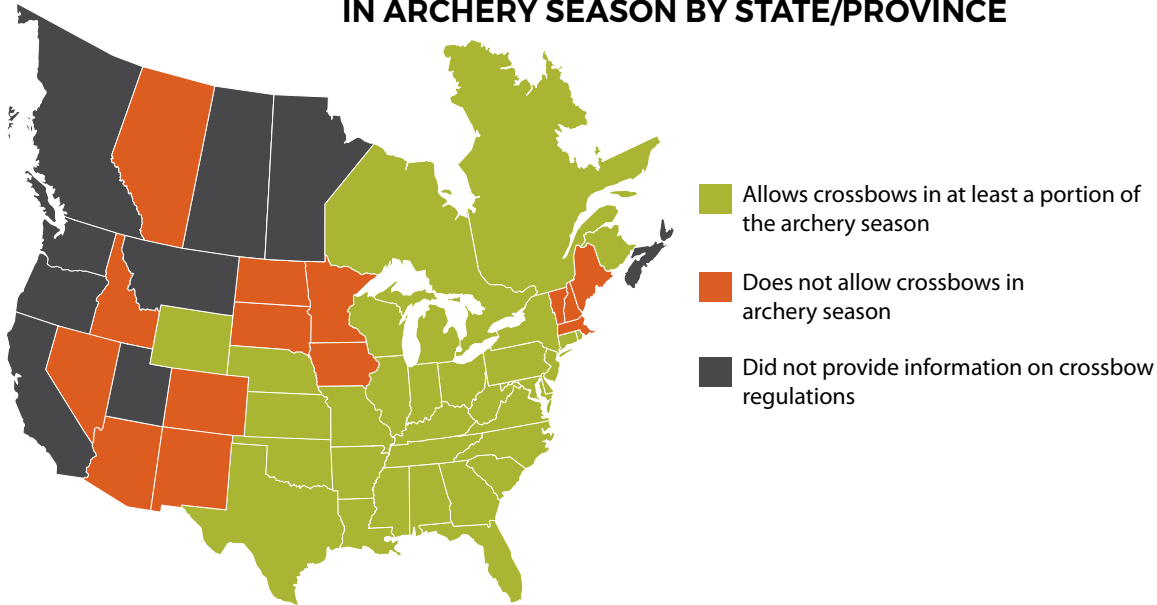 IN ARCHERY SEASON BY STATE/PROVINCE
Allows crossbows in at least a portion of
the archery season
Does not allow crossbows in
archery season
Did not provide information on crossbow
regulations